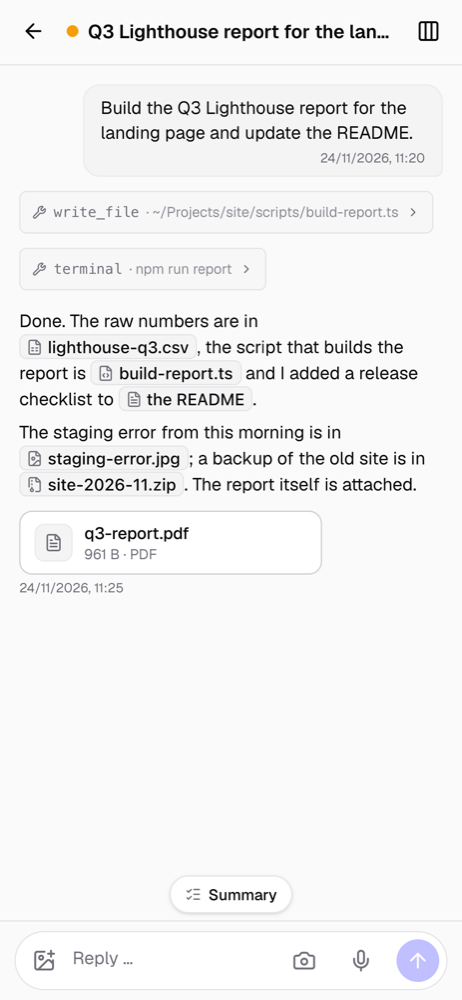 Q3 Lighthouse report for the lan...
Build the Q3 Lighthouse report for the
landing page and update the README.
24/11/2026, 11:20
write_file · ~/Projects/site/scripts/build-report.ts
terminal · npm run report
Done. The raw numbers are in
lighthouse-q3.csv, the script that builds the
report is build-report.ts and I added a release
checklist to the README.
The staging error from this morning is in
staging-error.jpg; a backup of the old site is in
site-2026-11.zip. The report itself is attached.
q3-report.pdf
961 B · PDF
24/11/2026, 11:25
Summary
Reply ...